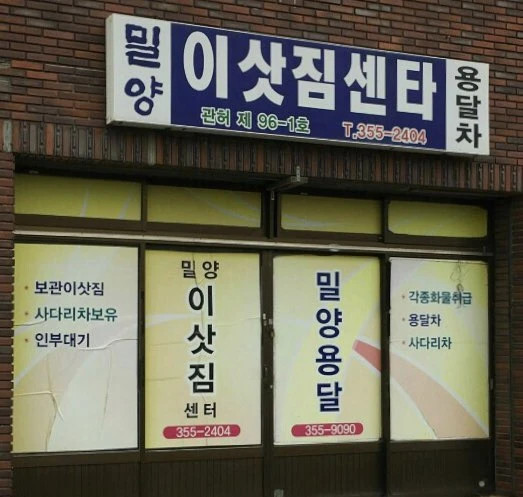 밀양
이삿짐센타
용달차
관허 제 96-1호
T.355-2404
· 보관이삿짐
· 사다리차보유
· 인부대기
밀양
이삿짐
센터
355-2404
밀양용달
355-9090
· 각종화물취급
· 용달차
· 사다리차